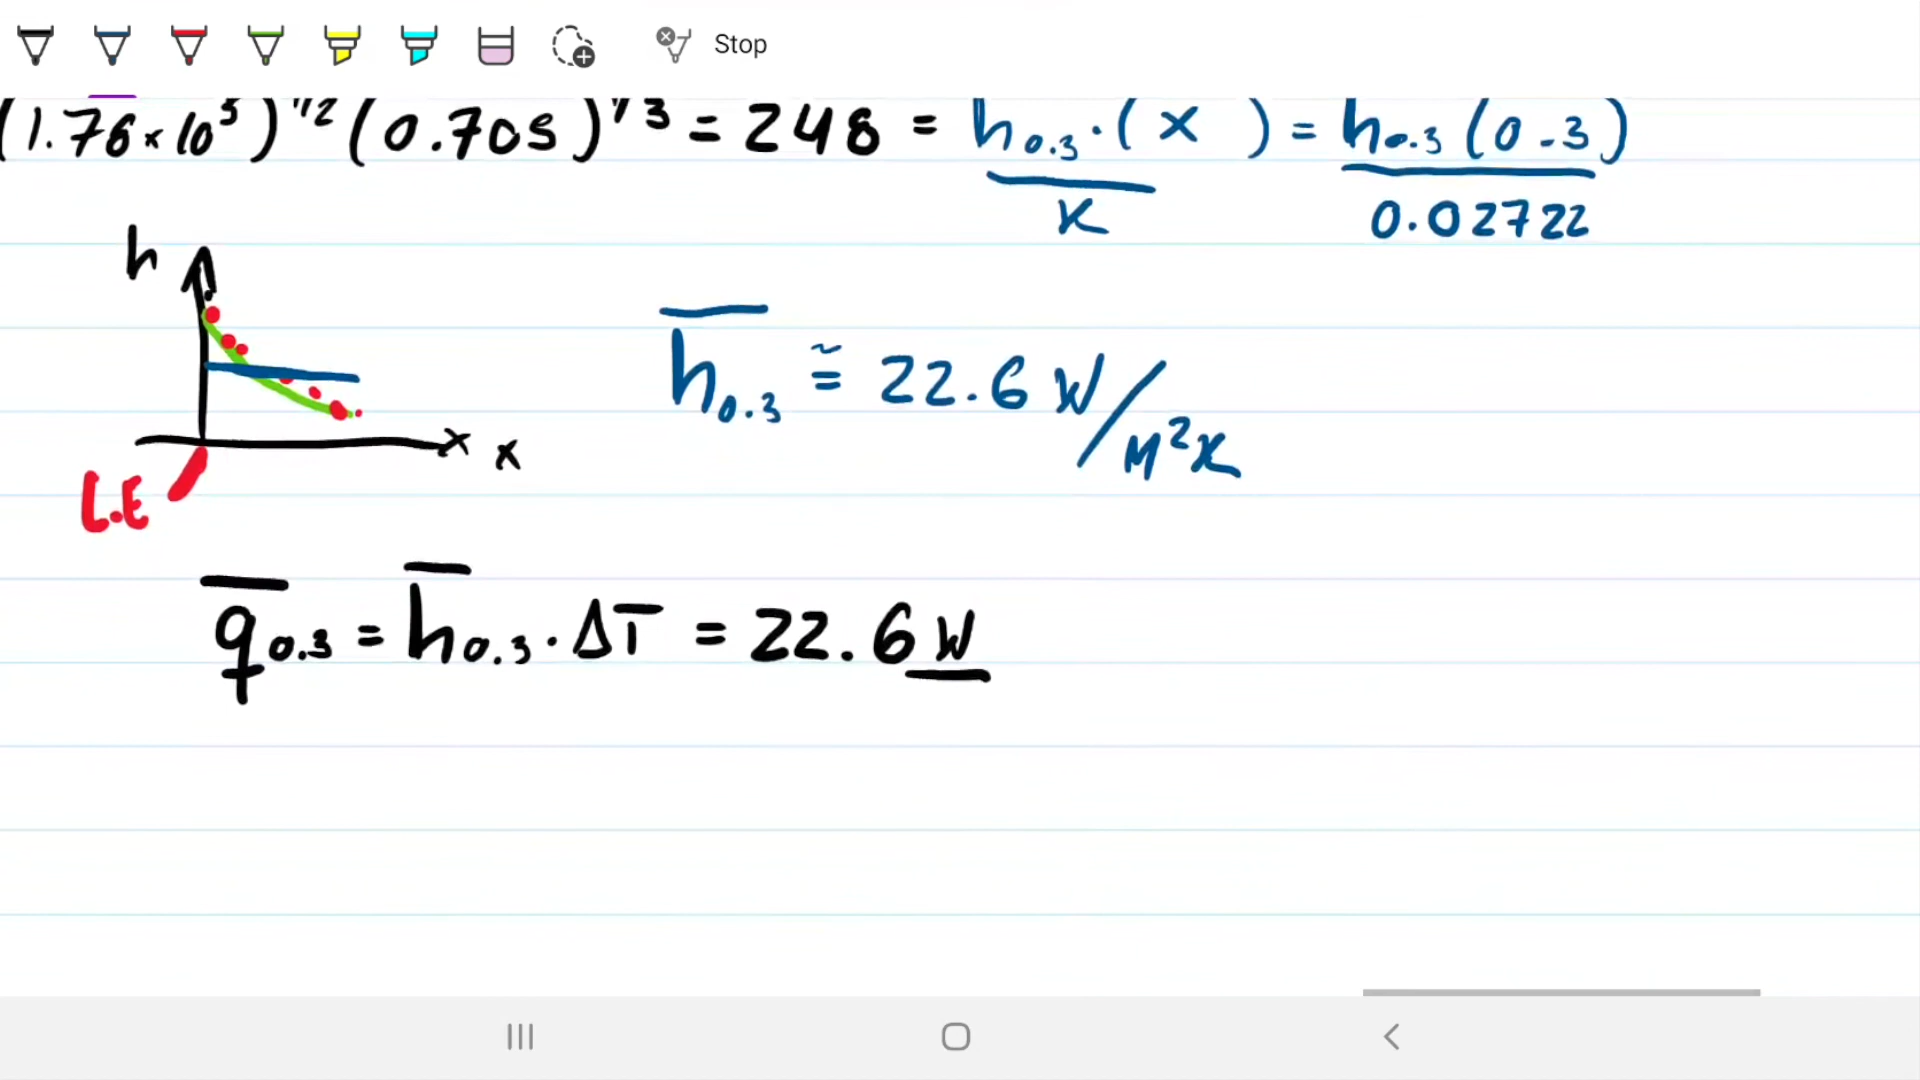 Stop
(1.76×10⁵)^1/2 (0.705)^1/3 = 248 = h₀.₃·(x ) = h₀.₃(0.3)
K 0.02722
h
h̅₀.₃ ≅ 22.6 W/m²K
x
L.E
q̅₀.₃ = h̅₀.₃·ΔT = 22.6 W